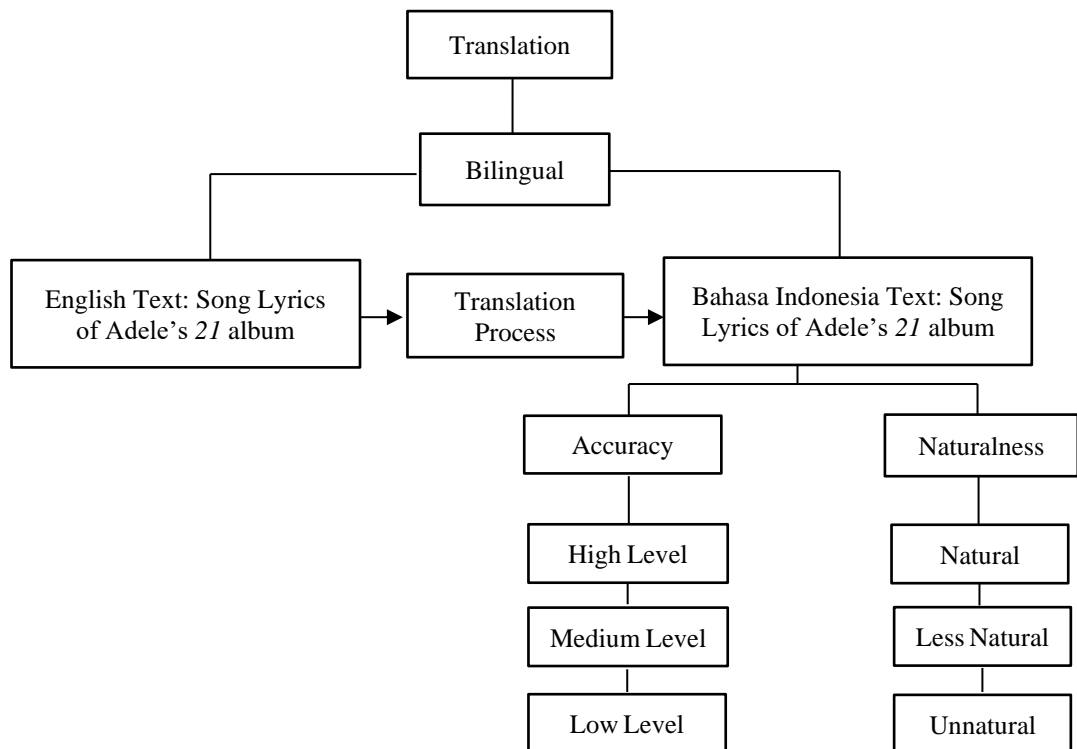 Translation
Bilingual
English Text: Song Lyrics
of Adele’s 21 album
Translation
Process
Bahasa Indonesia Text: Song
Lyrics of Adele’s 21 album
Accuracy
Naturalness
High Level
Natural
Medium Level
Less Natural
Low Level
Unnatural